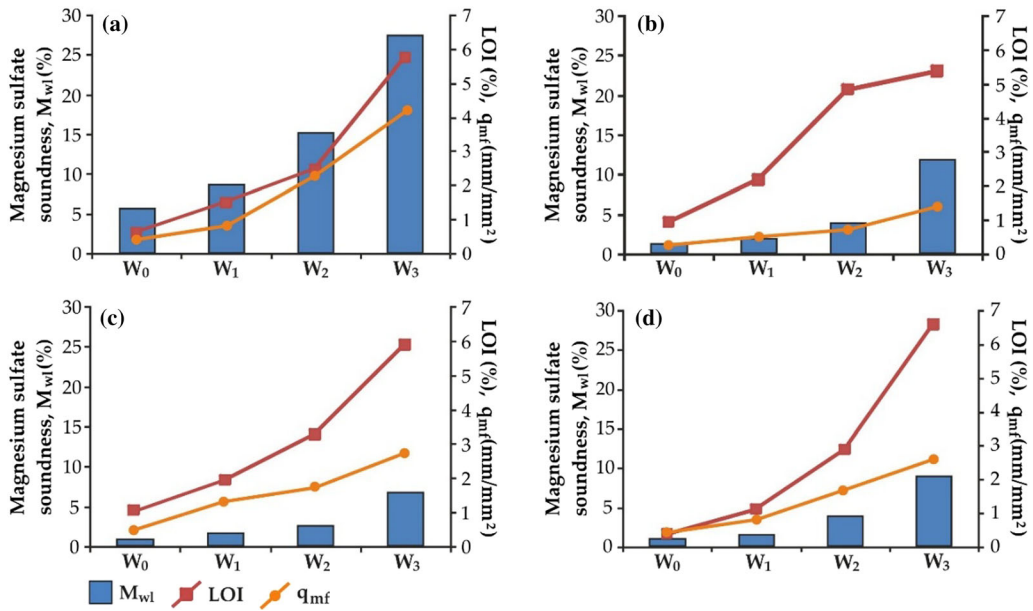 (a)
Magnesium sulfate
soundness, Mwl(%)
30
25
20
15
10
5
0
7
6
5
4
3
2
1
0
LOI (%), qmf(mm/mm²)
W₀ W₁ W₂ W₃
(b)
Magnesium sulfate
soundness, Mwl(%)
30
25
20
15
10
5
0
7
6
5
4
3
2
1
0
LOI (%), qmf(mm/mm²)
W₀ W₁ W₂ W₃
(c)
Magnesium sulfate
soundness, Mwl(%)
30
25
20
15
10
5
0
7
6
5
4
3
2
1
0
LOI (%), qmf(mm/mm²)
W₀ W₁ W₂ W₃
(d)
Magnesium sulfate
soundness, Mwl(%)
30
25
20
15
10
5
0
7
6
5
4
3
2
1
0
LOI (%), qmf(mm/mm²)
W₀ W₁ W₂ W₃
Mwl LOI qmf